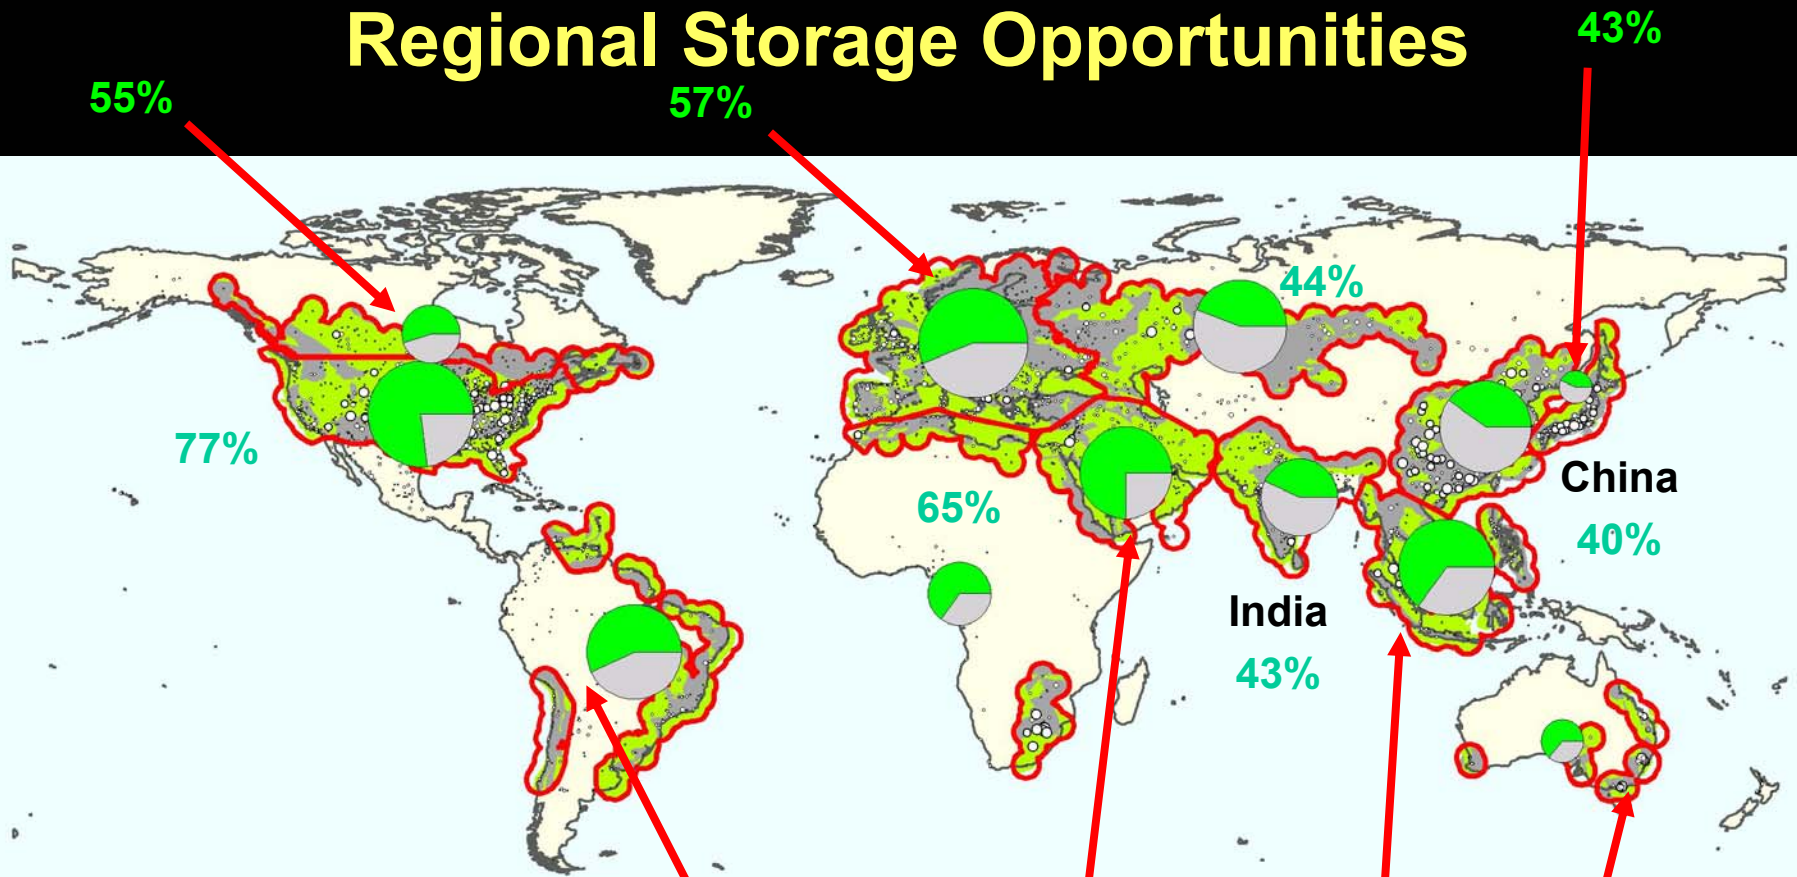 Regional Storage Opportunities
43%
55%
57%
44%
77%
65%
China
40%
India
43%